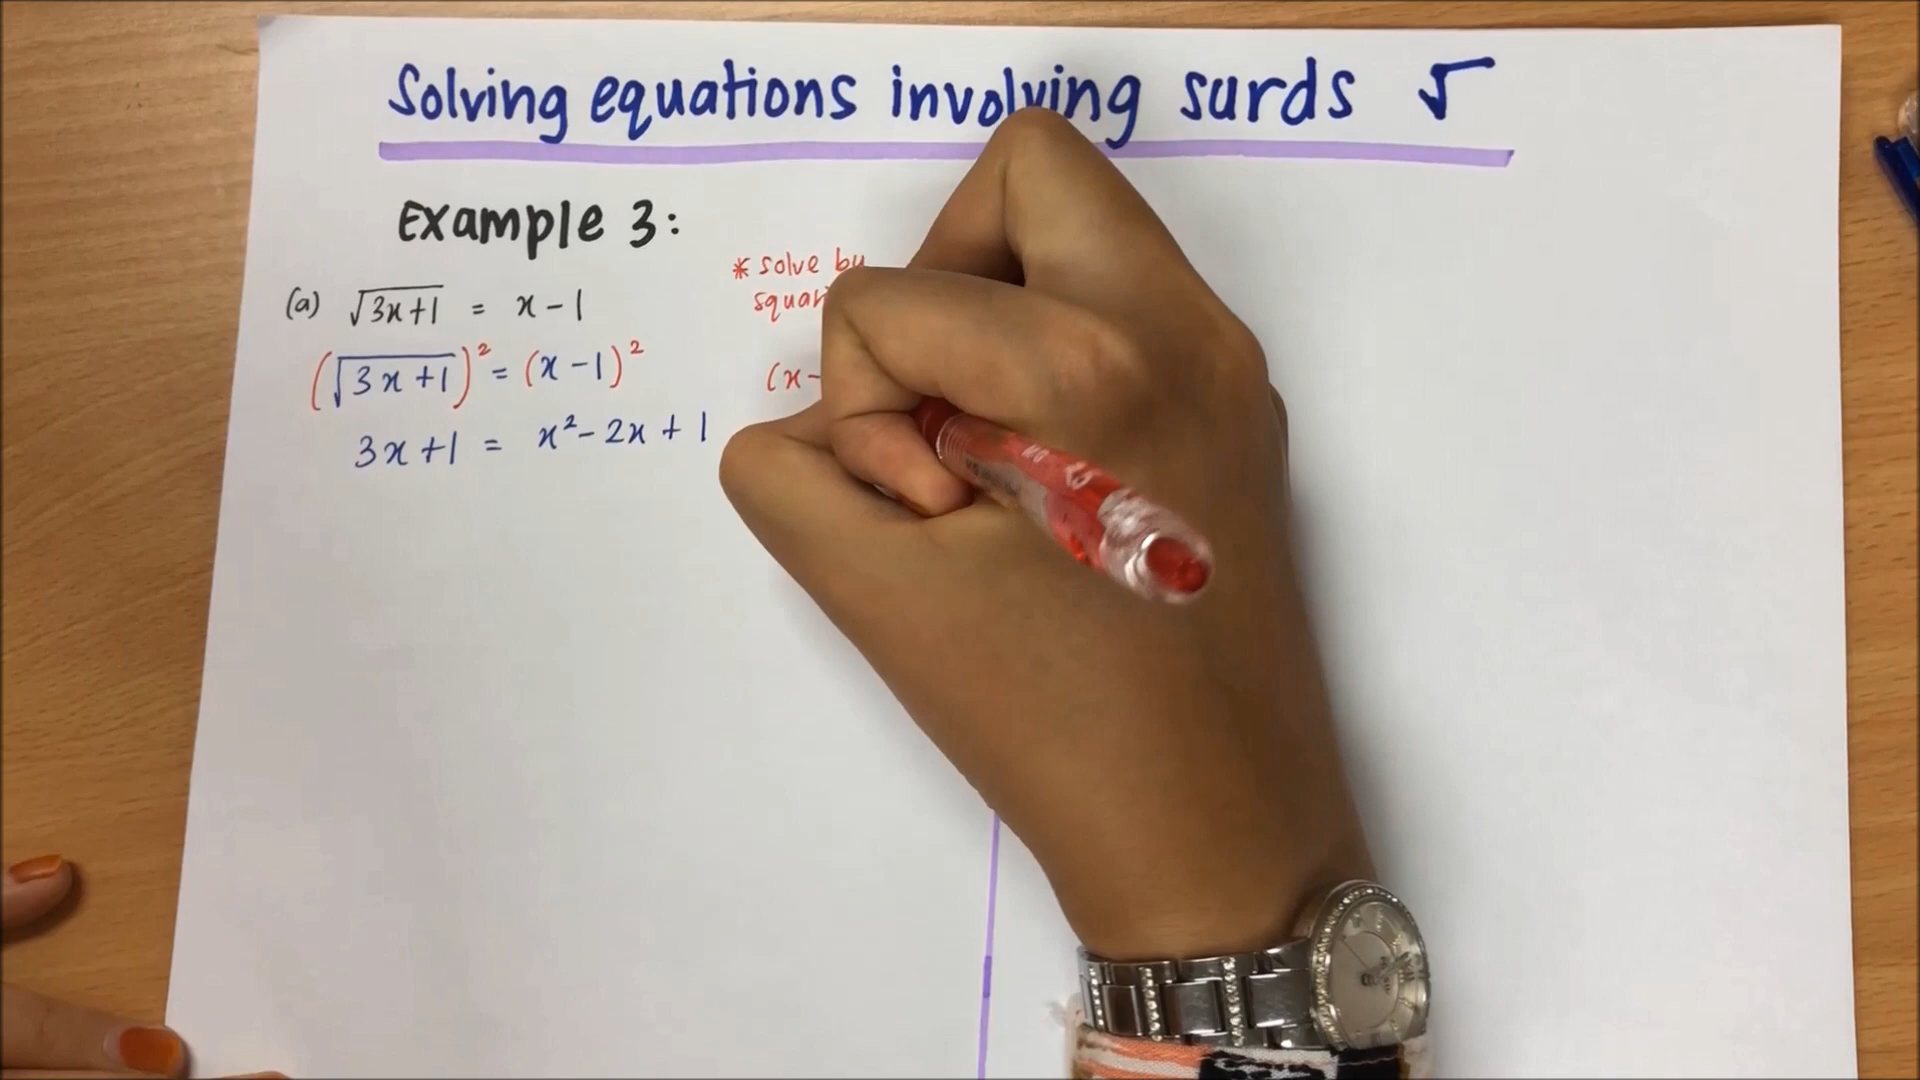 Solving equations involving surds √
Example 3:
* solve by
(a) √3x+1 = x - 1
(√3x+1)² = (x-1)²
(x-
3x+1 = x² - 2x + 1